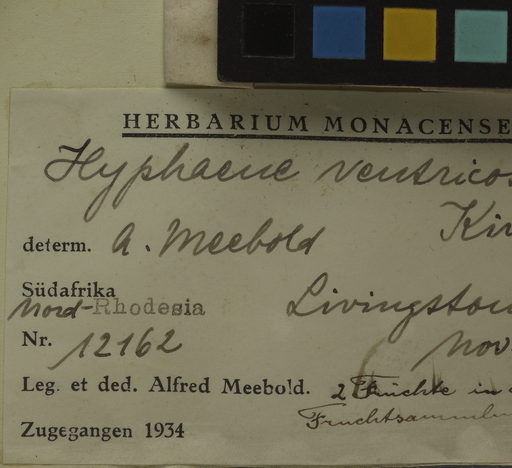 HERBARIUM MONACENSE
Hyphaene ventricos
Kir
determ. A. Meebold
Südafrika
Nord-Rhodesia Livingston
Nr. 12162 Nov
Leg. et ded. Alfred Meebold. 2 Früchte in
Fruchtsammlun
Zugegangen 1934